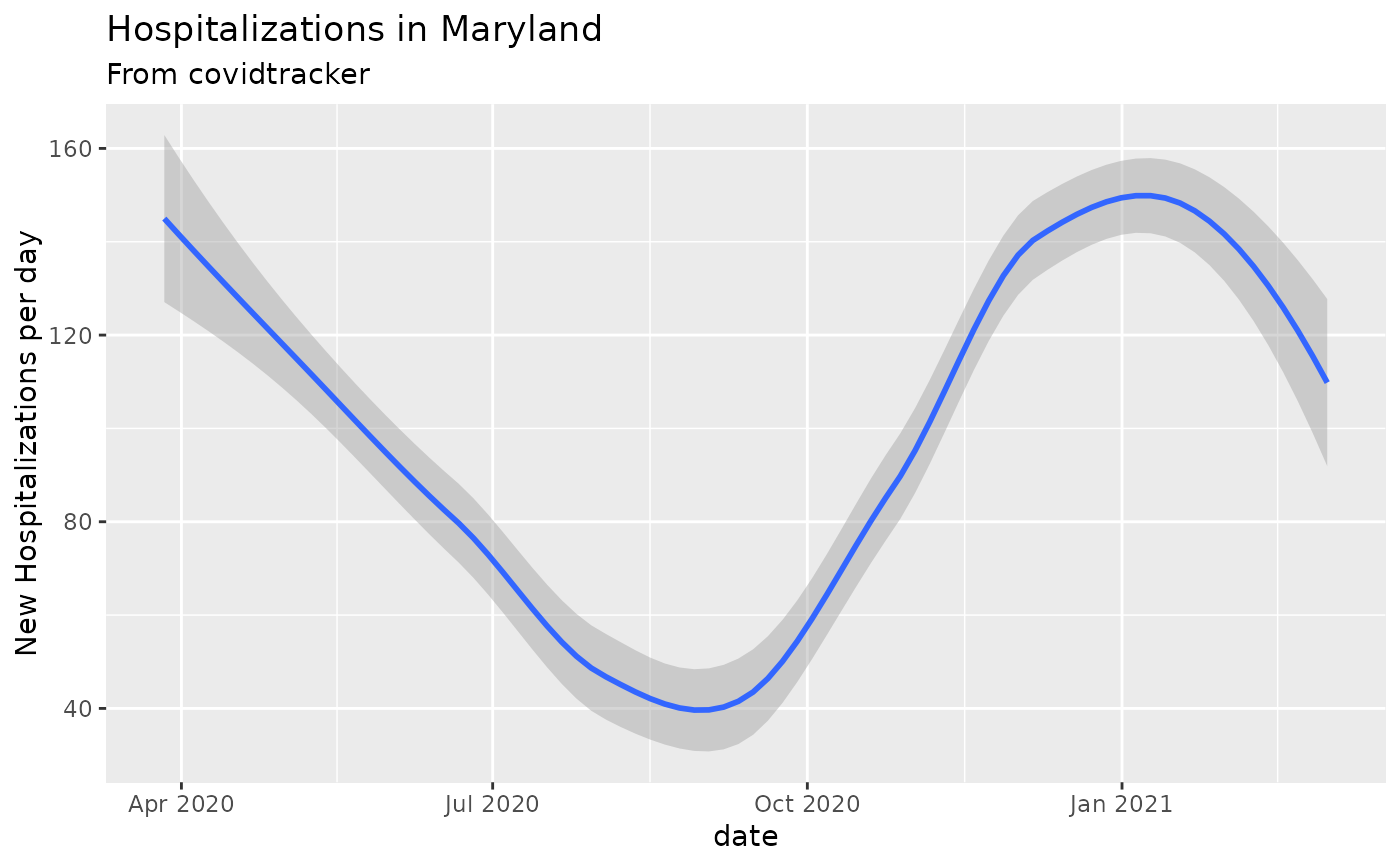 Hospitalizations in Maryland
From covidtracker
New Hospitalizations per day
160
120
80
40
Apr 2020
Jul 2020
Oct 2020
Jan 2021
date